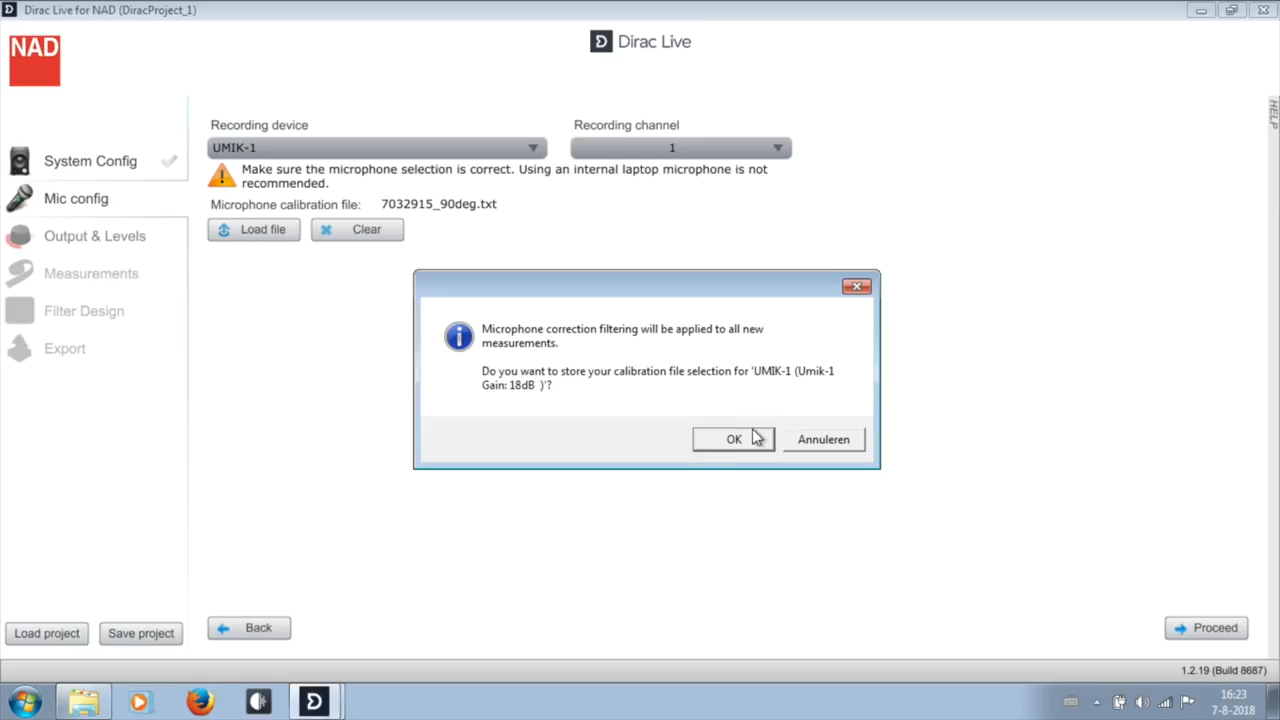 Dirac Live for NAD (DiracProject_1)
NAD
Dirac Live
HELP
Recording device
Recording channel
UMIK-1
1
Make sure the microphone selection is correct. Using an internal laptop microphone is not
recommended.
Microphone calibration file: 7032915_90deg.txt
Load file
Clear
System Config
Mic config
Output & Levels
Measurements
Filter Design
Export
Microphone correction filtering will be applied to all new
measurements.
Do you want to store your calibration file selection for 'UMIK-1 (Umik-1
Gain: 18dB )'?
OK
Annuleren
Load project
Save project
Back
Proceed
1.2.19 (Build 8687)
16:23
7-8-2018